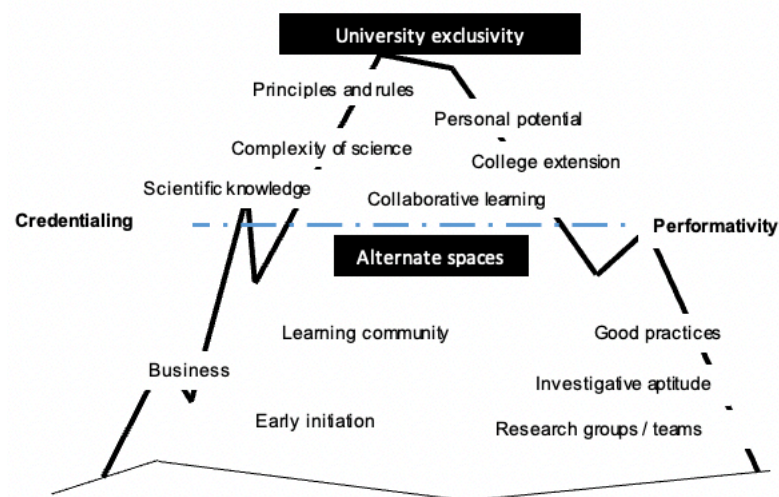 University exclusivity
Principles and rules
Personal potential
Complexity of science
College extension
Scientific knowledge
Collaborative learning
Credentialing
Performativity
Alternate spaces
Learning community
Good practices
Business
Investigative aptitude
Early initiation
Research groups / teams